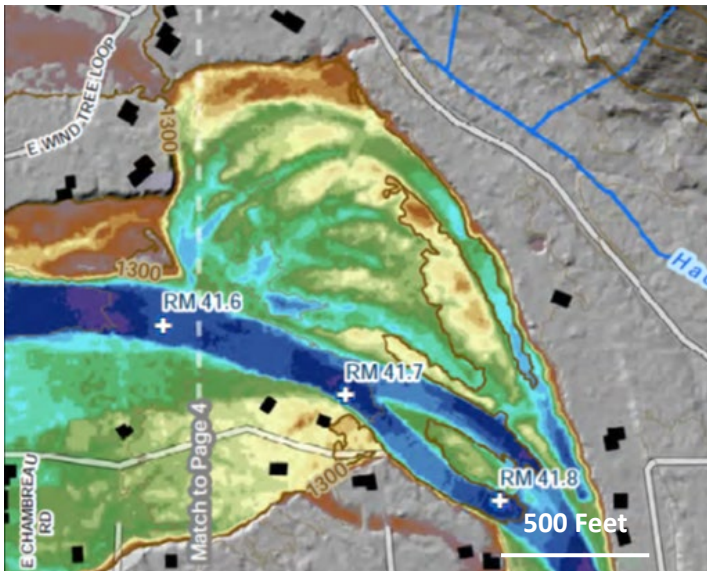 E WIND TREE LOOP
1300
1300
Hac
RM 41.6
RM 41.7
Match to Page 4
1300
RM 41.8
E CHAMBREAU
RD
500 Feet